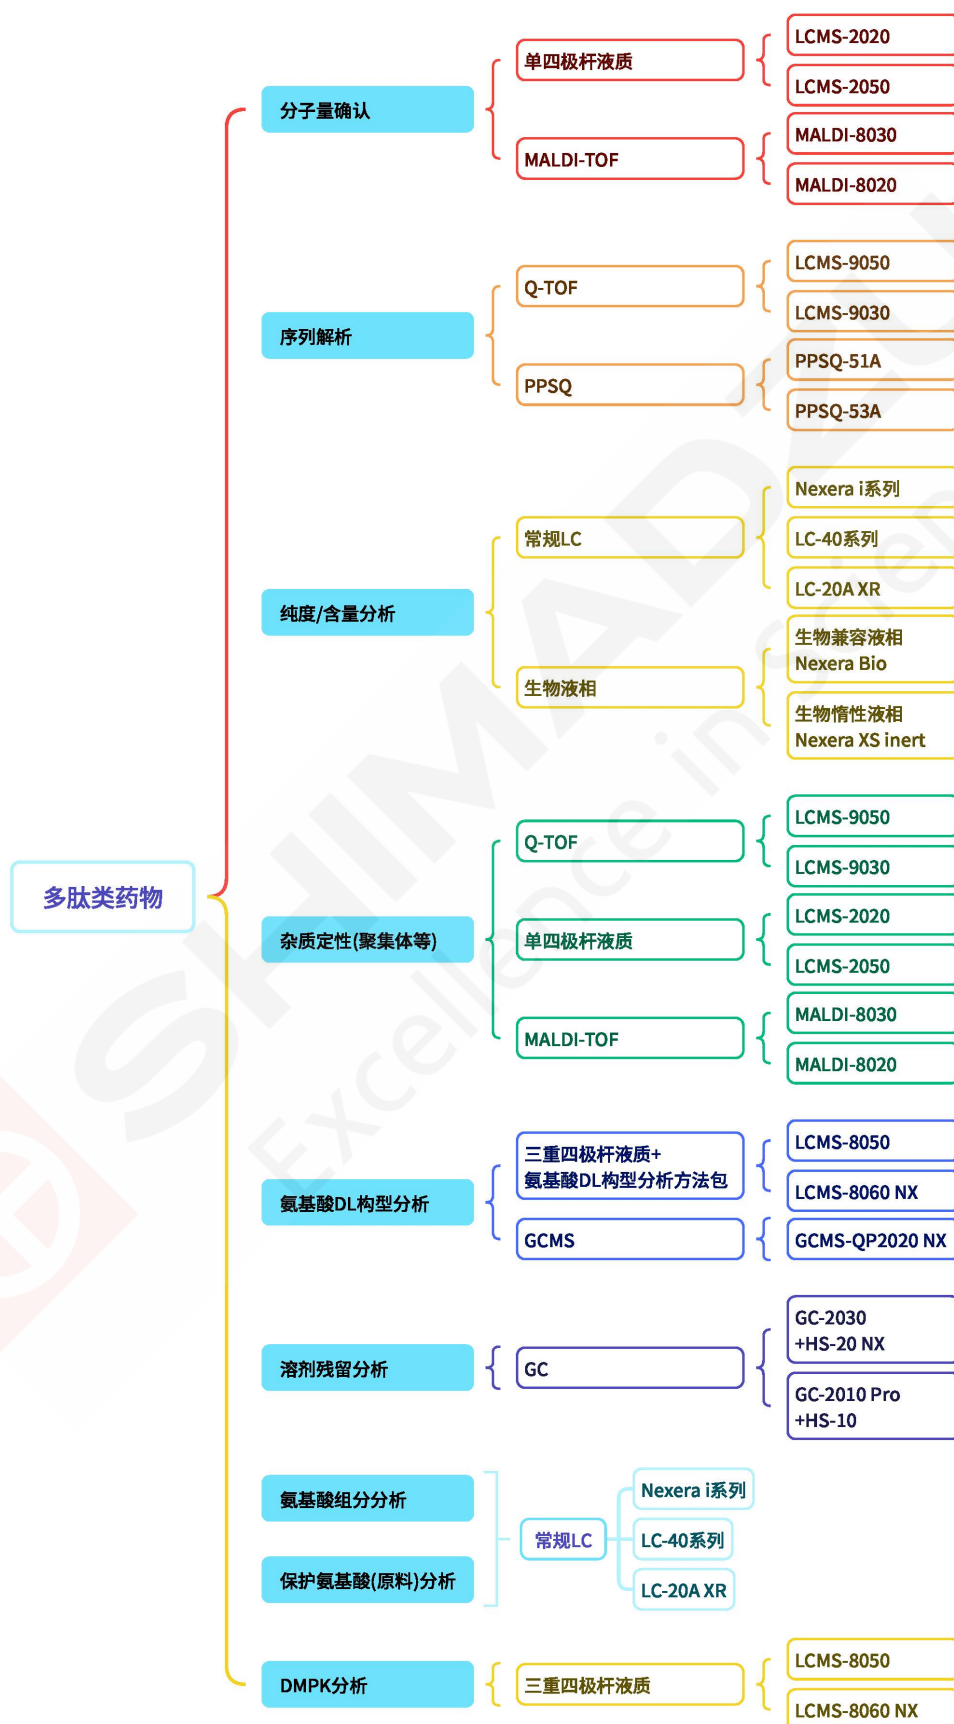 多肽类药物
分子量确认
单四极杆液质
LCMS-2020
LCMS-2050
MALDI-TOF
MALDI-8030
MALDI-8020
序列解析
Q-TOF
LCMS-9050
LCMS-9030
PPSQ
PPSQ-51A
PPSQ-53A
纯度/含量分析
常规LC
Nexera i系列
LC-40系列
LC-20A XR
生物液相
生物兼容液相
Nexera Bio
生物惰性液相
Nexera XS inert
杂质定性(聚集体等)
Q-TOF
LCMS-9050
LCMS-9030
单四极杆液质
LCMS-2020
LCMS-2050
MALDI-TOF
MALDI-8030
MALDI-8020
氨基酸DL构型分析
三重四极杆液质+
氨基酸DL构型分析方法包
LCMS-8050
LCMS-8060 NX
GCMS
GCMS-QP2020 NX
溶剂残留分析
GC
GC-2030
+HS-20 NX
GC-2010 Pro
+HS-10
氨基酸组分分析
保护氨基酸(原料)分析
常规LC
Nexera i系列
LC-40系列
LC-20A XR
DMPK分析
三重四极杆液质
LCMS-8050
LCMS-8060 NX
SHIMADZU
Excellence in Scien